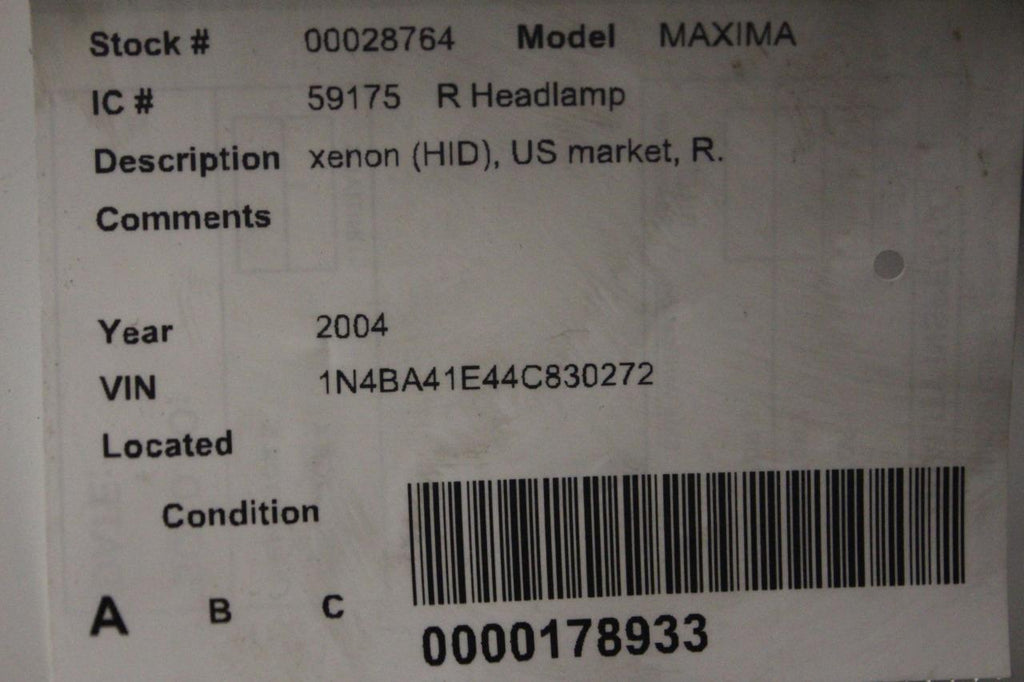 Stock # 00028764 Model MAXIMA
IC # 59175 R Headlamp
Description xenon (HID), US market, R.
Comments
Year 2004
VIN 1N4BA41E44C830272
Located
Condition
A B C
0000178933